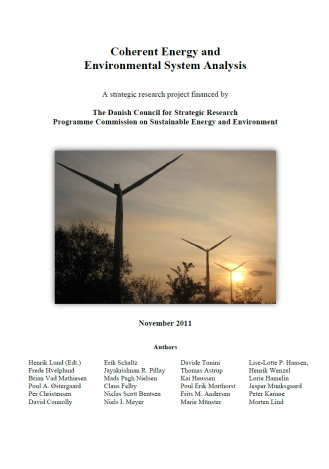 Coherent Energy and
Environmental System Analysis
A strategic research project financed by
The Danish Council for Strategic Research
Programme Commission on Sustainable Energy and Environment
November 2011
Authors
Henrik Lund (Edt.)
Frede Hvelplund
Brian Vad Mathiesen
Poul A. Østergaard
Per Christensen
David Connolly
Erik Schaltz
Jayakrishnan R. Pillay
Mads Pagh Nielsen
Claus Felby
Niclas Scott Bentsen
Niels I. Meyer
Davide Tonini
Thomas Astrup
Kai Heussen
Poul Erik Morthorst
Frits M. Andersen
Marie Münster
Lise-Lotte P. Hansen,
Henrik Wenzel
Lorie Hamelin
Jesper Munksgaard
Peter Karnøe
Morten Lind